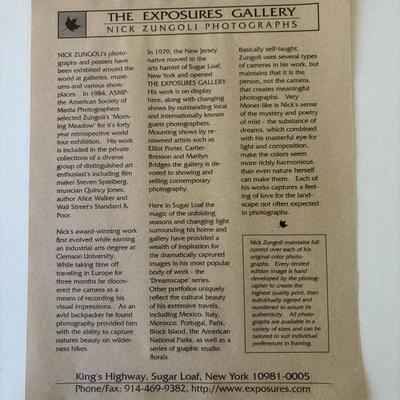 THE EXPOSURES GALLERY
NICK ZUNGOLI PHOTOGRAPHS
NICK ZUNGOLI's photo-
graphs and posters have
been exhibited around the
world at galleries, muse-
ums and various show-
places. In 1984, ASMP-
the American Society of
Media Photographers
selected Zungoli's 'Morn-
ing Meadow' for it's forty
year retrospective world
tour exhibition. His work
is included in the private
collections of a diverse
group of distinguished art
enthusiast's including film
maker Steven Spielberg,
musician Quincy Jones,
author Alice Walker and
Wall Street's Standard &
Poor.
Nick's award-winning work
first evolved while earning
an industrial arts degree at
Clemson University.
While taking time off
traveling in Europe for
three months he discov-
ered the camera as a
means of recording his
visual impressions. As an
avid backpacker he found
photography provided him
with the ability to capture
natures beauty on wilder-
ness hikes.
In 1979, the New Jersey
native moved to the
arts hamlet of Sugar Loaf,
New York and opened
THE EXPOSURES GALLERY.
His work is on display
here, along with changing
shows by outstanding local
and internationally known
guest photographers.
Mounting shows by re-
nowned artists such as
Elliot Porter, Cartier-
Bresson and Marilyn
Bridges the gallery is de-
voted to showing and
selling contemporary
photography.
Here in Sugar Loaf the
magic of the unfolding
seasons and changing light
surrounding his home and
gallery have provided a
wealth of inspiration for
the dramatically captured
images in his most popular
body of work - the
'Dreamscape' series.
Other portfolios uniquely
reflect the cultural beauty
of his extensive travels,
including Mexico, Italy,
Morocco, Portugal, Paris,
Block Island, the American
National Parks, as well as a
series of graphic studio
florals.
Basically self-taught,
Zungoli uses several types
of cameras in his work, but
maintains that it is the
person, not the camera,
that creates meaningful
photographs. Very
Monet-like is Nick's sense
of the mystery and poetry
of mist - the substance of
dreams, which combined
with his masterful eye for
light and composition,
make the colors seem
more richly harmonious
than even nature herself
can make them. Each of
his works captures a feel-
ing of love for the land-
scape not often expected
in photographs.
Nick Zungoli maintains full
control over each of his
original color photo-
graphs. Every limited
edition image is hand
developed by the photog-
rapher to create the
highest quality print, then
individually signed and
numbered to assure its
authenticity. All photo-
graphs are available in a
variety of sizes and can be
tailored to suit individual
preferences in framing.
King's Highway, Sugar Loaf, New York 10981-0005
Phone/Fax: 914-469-9382, http://www.exposures.com